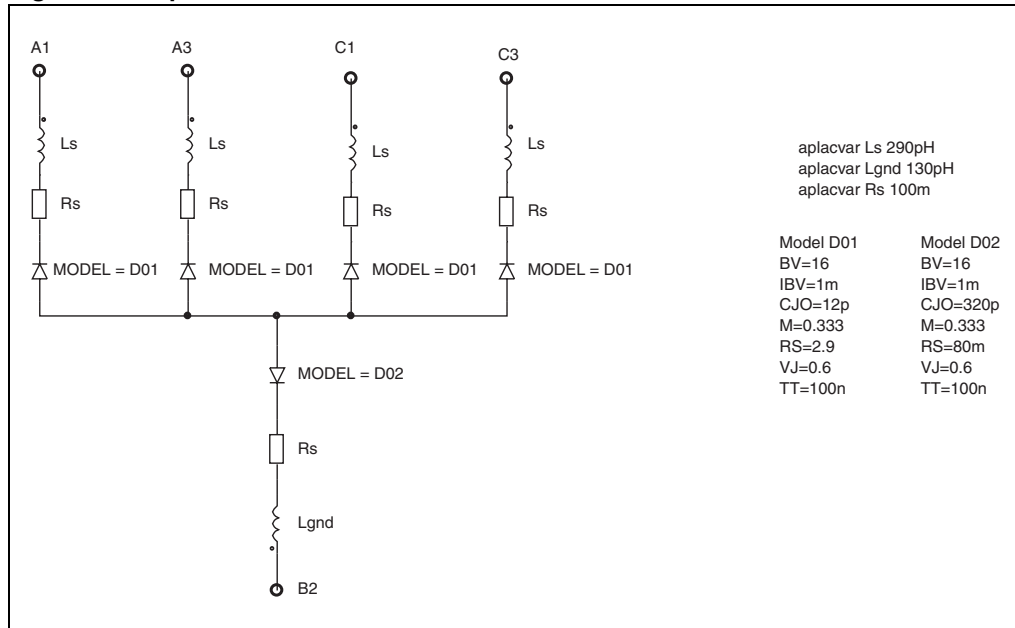 A1 A3 C1 C3
Ls Ls Ls Ls
Rs Rs Rs Rs
MODEL = D01 MODEL = D01 MODEL = D01 MODEL = D01
MODEL = D02
Rs
Lgnd
B2
aplacvar Ls 290pH
aplacvar Lgnd 130pH
aplacvar Rs 100m
Model D01 Model D02
BV=16 BV=16
IBV=1m IBV=1m
CJO=12p CJO=320p
M=0.333 M=0.333
RS=2.9 RS=80m
VJ=0.6 VJ=0.6
TT=100n TT=100n